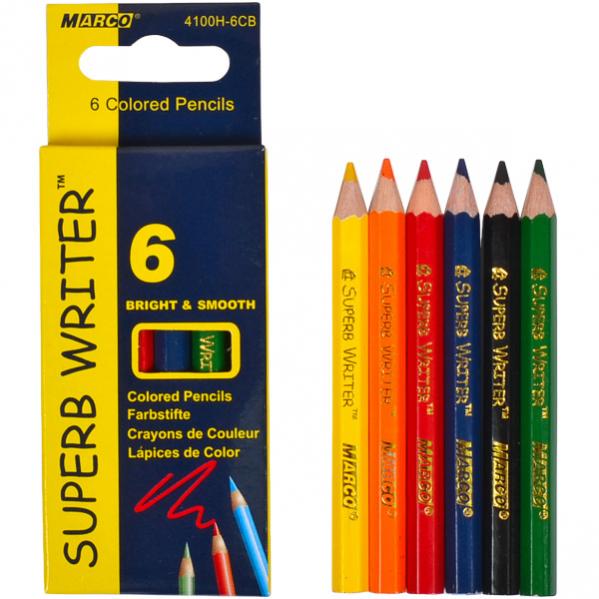 MARCO®
4100H-6CB
6 Colored Pencils
SUPERB WRITER™
6
BRIGHT & SMOOTH
WRI
Colored Pencils
Farbstifte
Crayons de Couleur
Lápices de Color
SUPERB WRITER™ MARCO®
SUPERB WRITER™ MARCO®
SUPERB WRITER™ MARCO®
SUPERB WRITER™ MARCO®
SUPERB WRITER™ MARCO®
SUPERB WRITER™ MARCO®